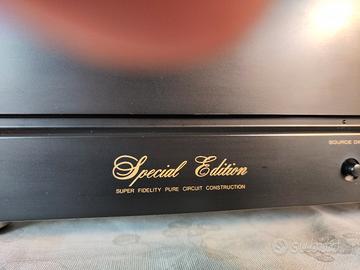 SOURCE DI
Special Edition
SUPER FIDELITY PURE CIRCUIT CONSTRUCTION